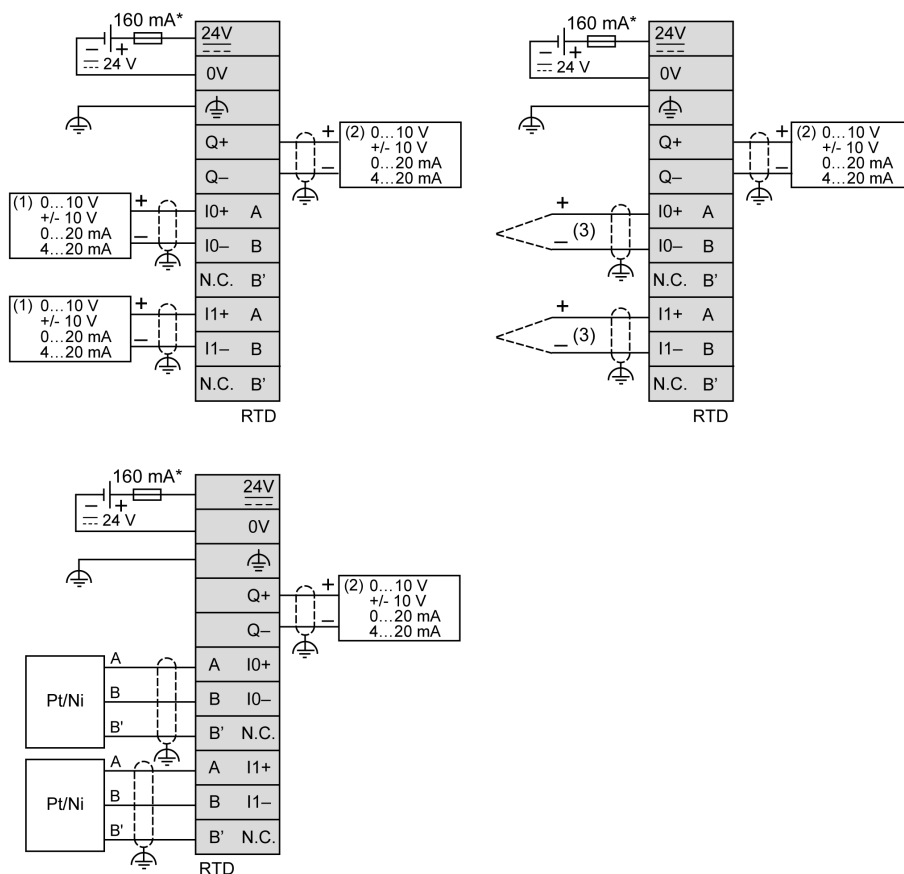 160 mA*
24V
− +
24 V
0V
Q+
+ (2) 0...10 V
+/- 10 V
Q–
− 0...20 mA
4...20 mA
(1) 0...10 V +
+/- 10 V
0...20 mA −
4...20 mA
I0+ A
I0– B
N.C. B'
(1) 0...10 V +
+/- 10 V
0...20 mA −
4...20 mA
I1+ A
I1– B
N.C. B'
RTD
160 mA*
24V
− +
24 V
0V
Q+
+ (2) 0...10 V
+/- 10 V
Q–
− 0...20 mA
4...20 mA
+
− (3)
I0+ A
I0– B
N.C. B'
+
− (3)
I1+ A
I1– B
N.C. B'
RTD
160 mA*
24V
− +
24 V
0V
Q+
+ (2) 0...10 V
+/- 10 V
Q–
− 0...20 mA
4...20 mA
Pt/Ni
A
B
B'
A I0+
B I0–
B' N.C.
Pt/Ni
A
B
B'
A I1+
B I1–
B' N.C.
RTD